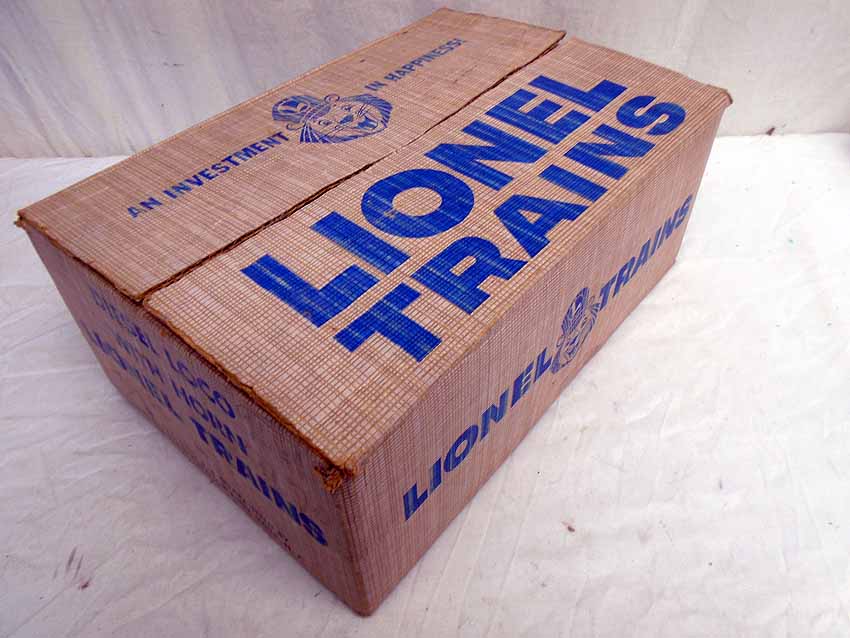 AN INVESTMENT IN HAPPINESS!
LIONEL
TRAINS
LIONEL TRAINS
DIESEL LOCO
WITH HORN
LIONEL TRAINS